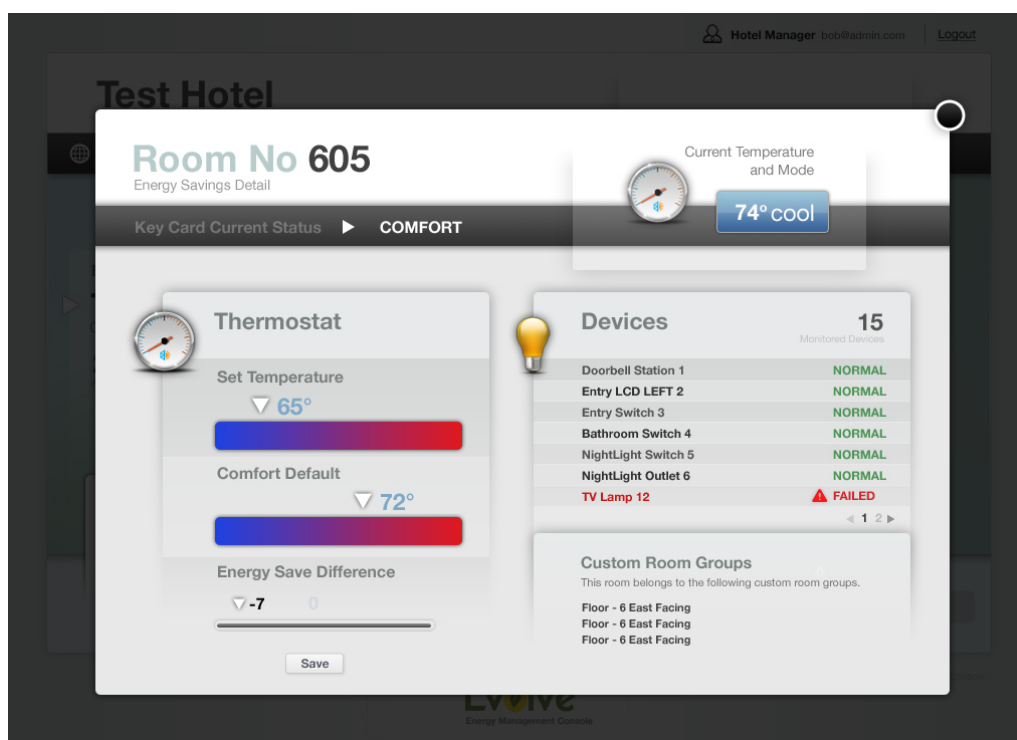 Hotel Manager bob@admin.com Logout
Test Hotel
Room No 605
Energy Savings Detail
Current Temperature
and Mode
74° cool
Key Card Current Status COMFORT
Thermostat
Set Temperature
65°
Comfort Default
72°
Energy Save Difference
-7 0
Save
Devices 15
Monitored Devices
Doorbell Station 1 NORMAL
Entry LCD LEFT 2 NORMAL
Entry Switch 3 NORMAL
Bathroom Switch 4 NORMAL
NightLight Switch 5 NORMAL
NightLight Outlet 6 NORMAL
TV Lamp 12 FAILED
1 2
Custom Room Groups
This room belongs to the following custom room groups.
Floor - 6 East Facing
Floor - 6 East Facing
Floor - 6 East Facing
Evolve
Energy Management Console